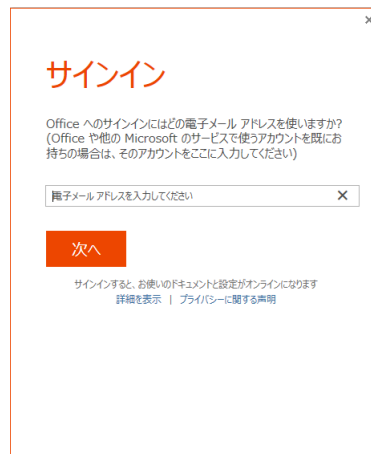 サインイン
Office へのサインインにはどの電子メール アドレスを使いますか?
(Office や他の Microsoft のサービスで使うアカウントを既にお
持ちの場合は、そのアカウントをここに入力してください)
電子メール アドレスを入力してください
次へ
サインインすると、お使いのドキュメントと設定がオンラインになります
詳細を表示 | プライバシーに関する声明